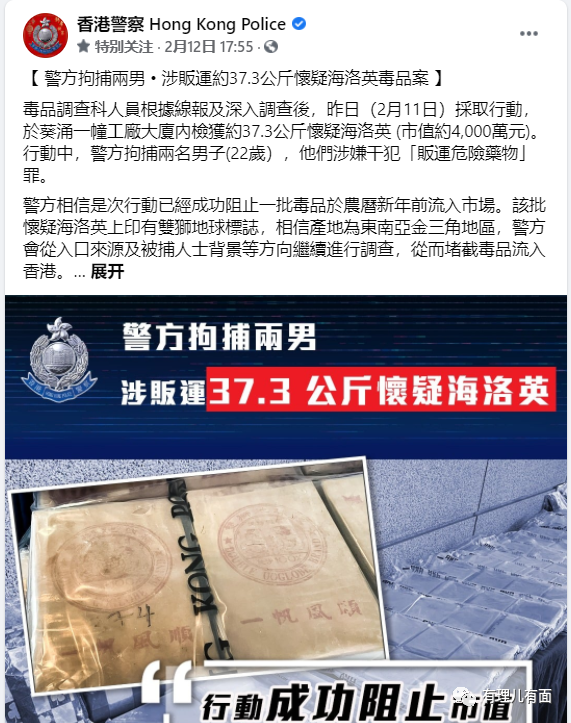 香港警察 Hong Kong Police
特别关注 · 2月12日 17:55 ·
【 警方拘捕兩男 • 涉販運約37.3公斤懷疑海洛英毒品案 】
毒品調查科人員根據線報及深入調查後，昨日（2月11日）採取行動，
於葵涌一幢工廠大廈內檢獲約37.3公斤懷疑海洛英 (市值約4,000萬元)。
行動中，警方拘捕兩名男子(22歲），他們涉嫌干犯「販運危險藥物」
罪。
警方相信是次行動已經成功阻止一批毒品於農曆新年前流入市場。該批
懷疑海洛英上印有雙獅地球標誌，相信產地為東南亞金三角地區，警方
會從入口來源及被捕人士背景等方向繼續進行調查，從而堵截毒品流入
香港。... 展开
警方拘捕兩男
涉販運37.3 公斤懷疑海洛英
KONG
一帆風順
一帆風順
行動成功阻止
有理儿有面